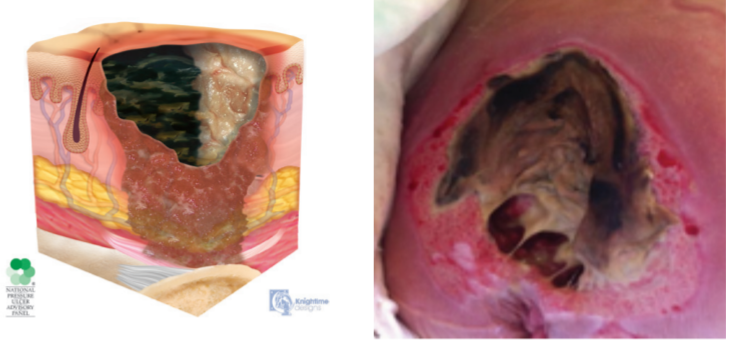 NATIONAL
PRESSURE
ULCER
ADVISORY
PANEL
Knightime
designs